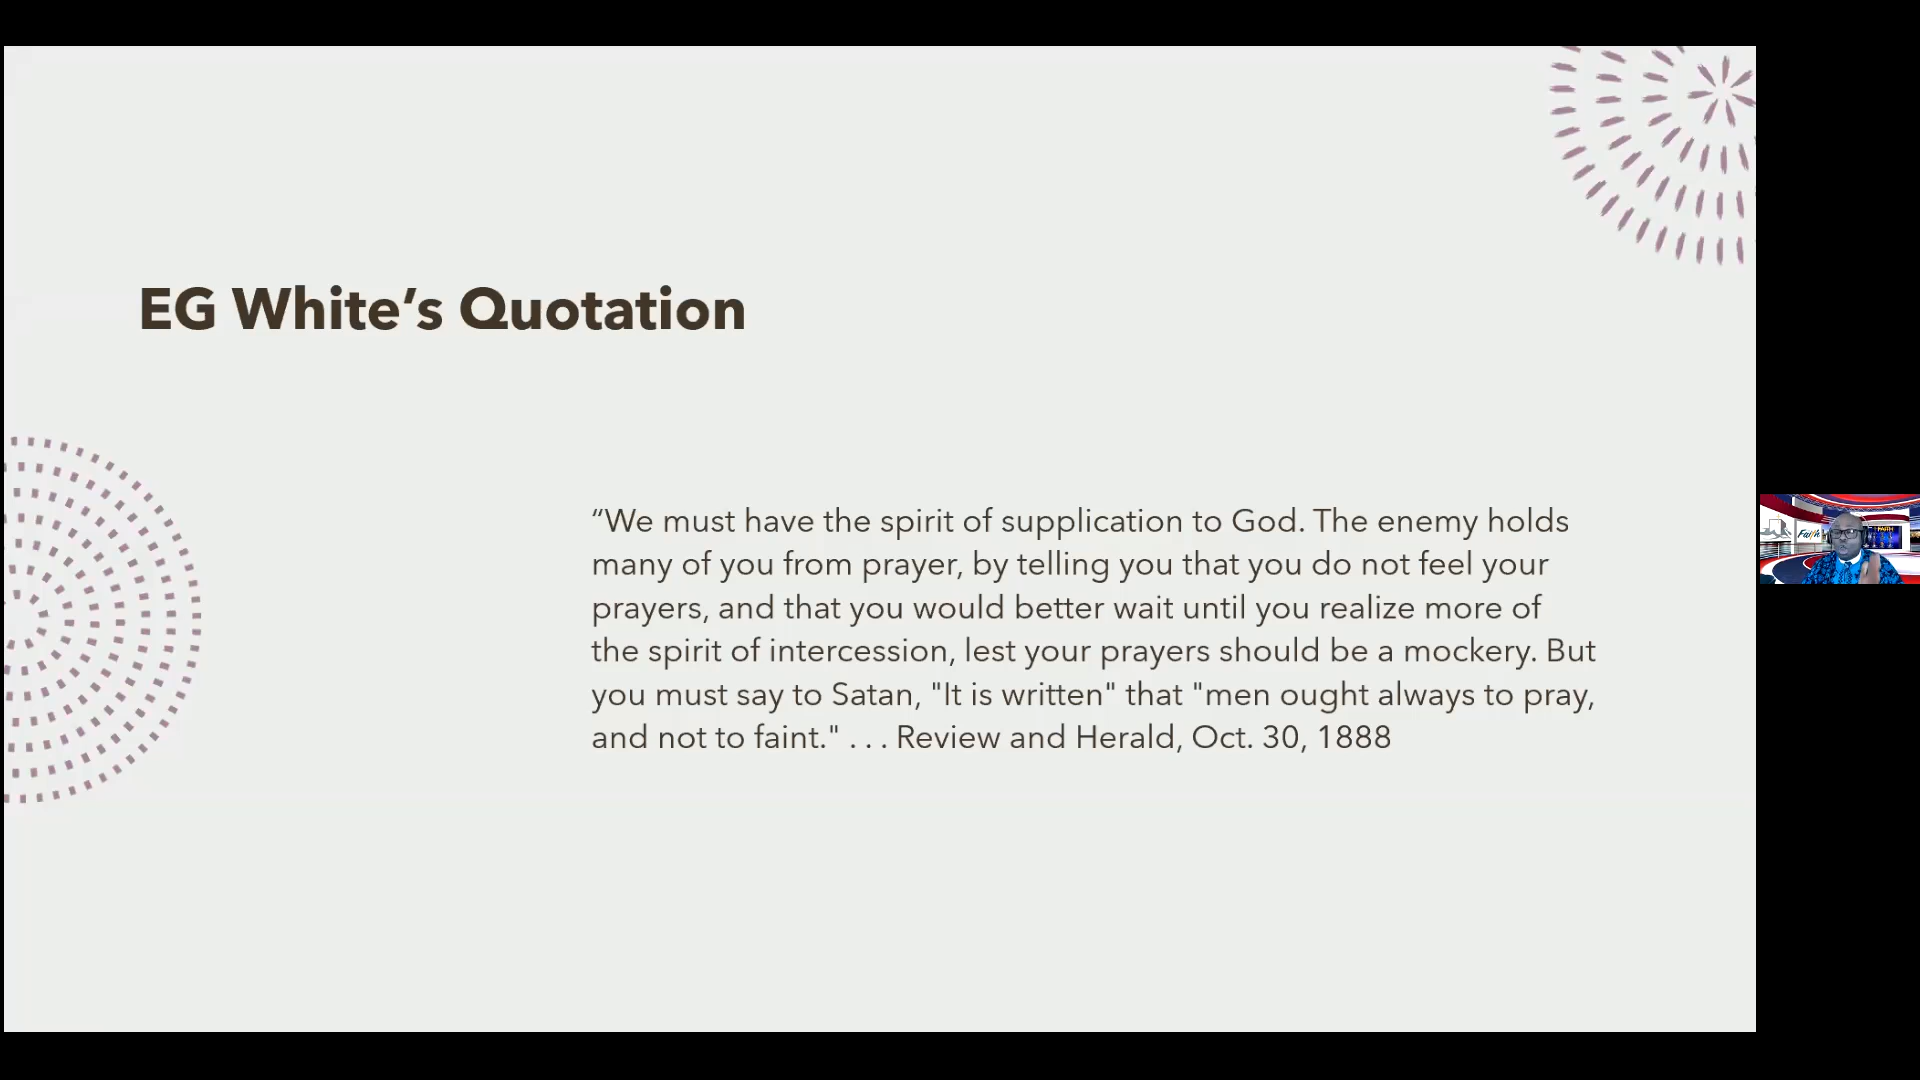 EG White’s Quotation
“We must have the spirit of supplication to God. The enemy holds
many of you from prayer, by telling you that you do not feel your
prayers, and that you would better wait until you realize more of
the spirit of intercession, lest your prayers should be a mockery. But
you must say to Satan, "It is written" that "men ought always to pray,
and not to faint." . . . Review and Herald, Oct. 30, 1888
Faith
FAITH